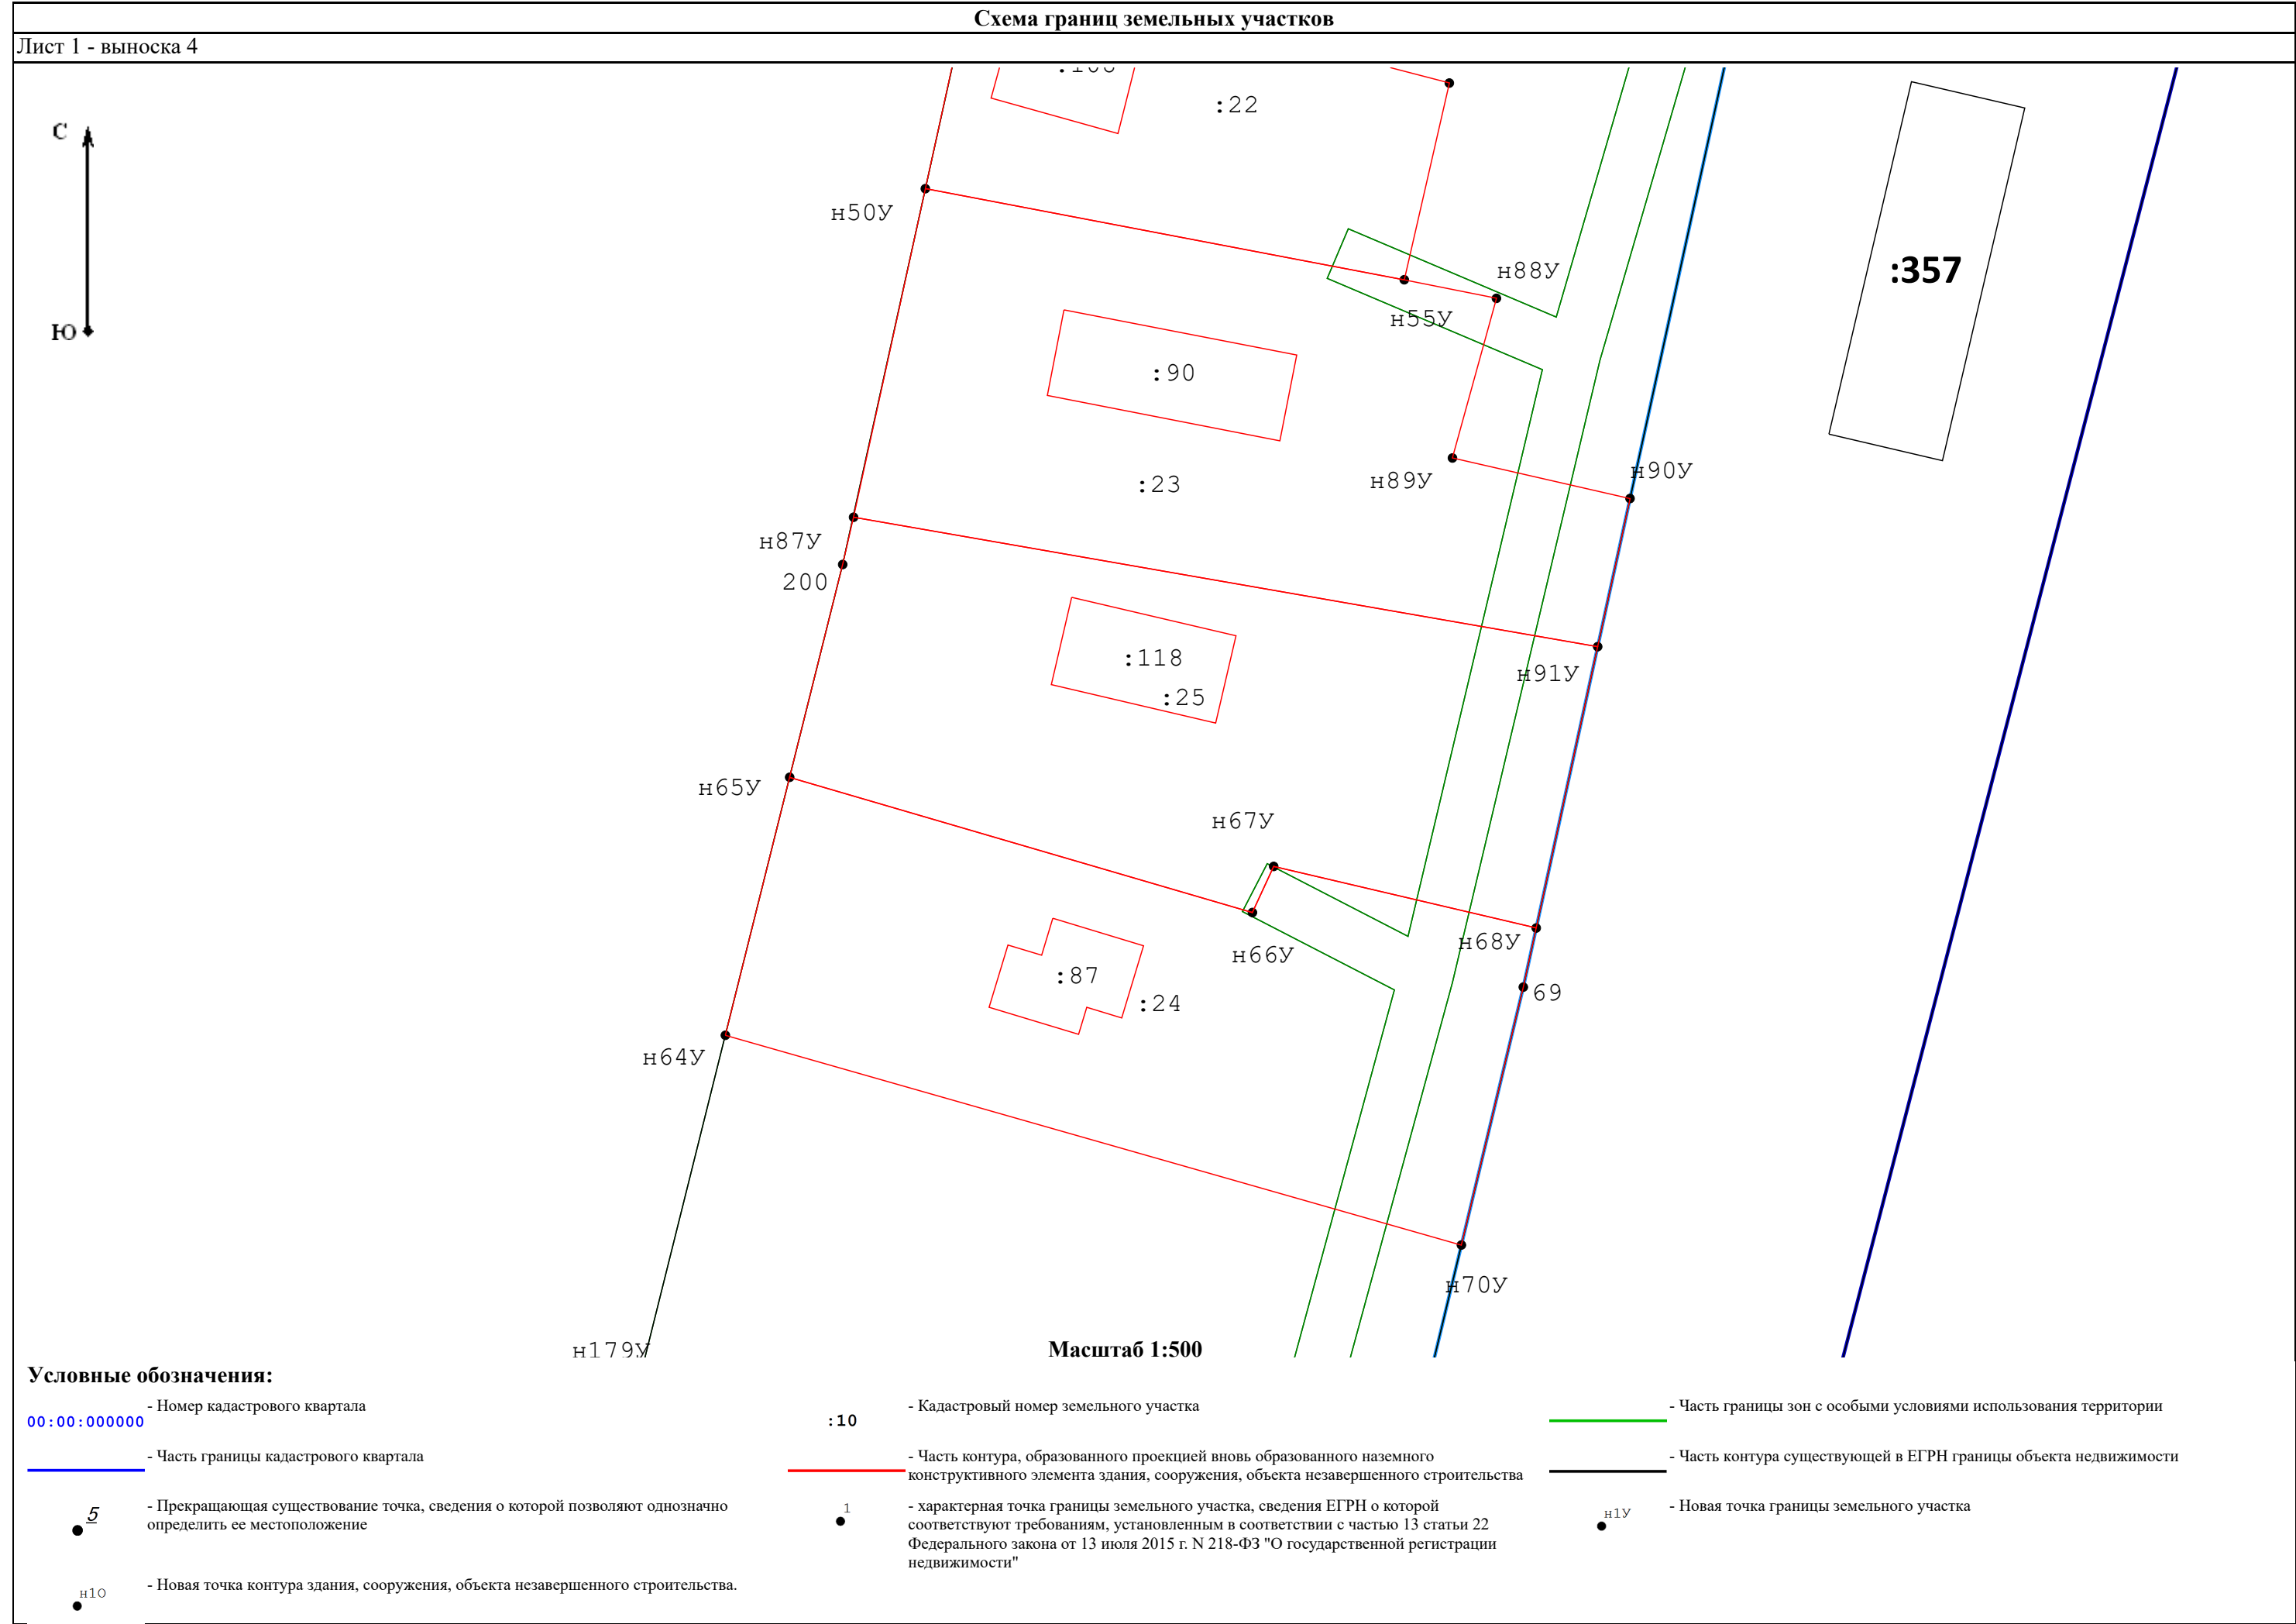 Схема границ земельных участков
Лист 1 - выноска 4
:22
С
н50У
н88У
:357
н55У
Ю
:90
н90У
н89У
:23
н87У
200
:118
н91У
:25
н65У
н67У
н68У
н66У
:87
69
:24
н64У
н70У
н179У
Масштаб 1:500
Условные обозначения:
00:00:000000
- Номер кадастрового квартала
:10
- Кадастровый номер земельного участка
- Часть границы зон с особыми условиями использования территории
- Часть границы кадастрового квартала
- Часть контура, образованного проекцией вновь образованного наземного
конструктивного элемента здания, сооружения, объекта незавершенного строительства
- Часть контура существующей в ЕГРН границы объекта недвижимости
5
- Прекращающая существование точка, сведения о которой позволяют однозначно
определить ее местоположение
1
- характерная точка границы земельного участка, сведения ЕГРН о которой
соответствуют требованиям, установленным в соответствии с частью 13 статьи 22
Федерального закона от 13 июля 2015 г. N 218-ФЗ "О государственной регистрации
недвижимости"
н1У
- Новая точка границы земельного участка
н1О
- Новая точка контура здания, сооружения, объекта незавершенного строительства.